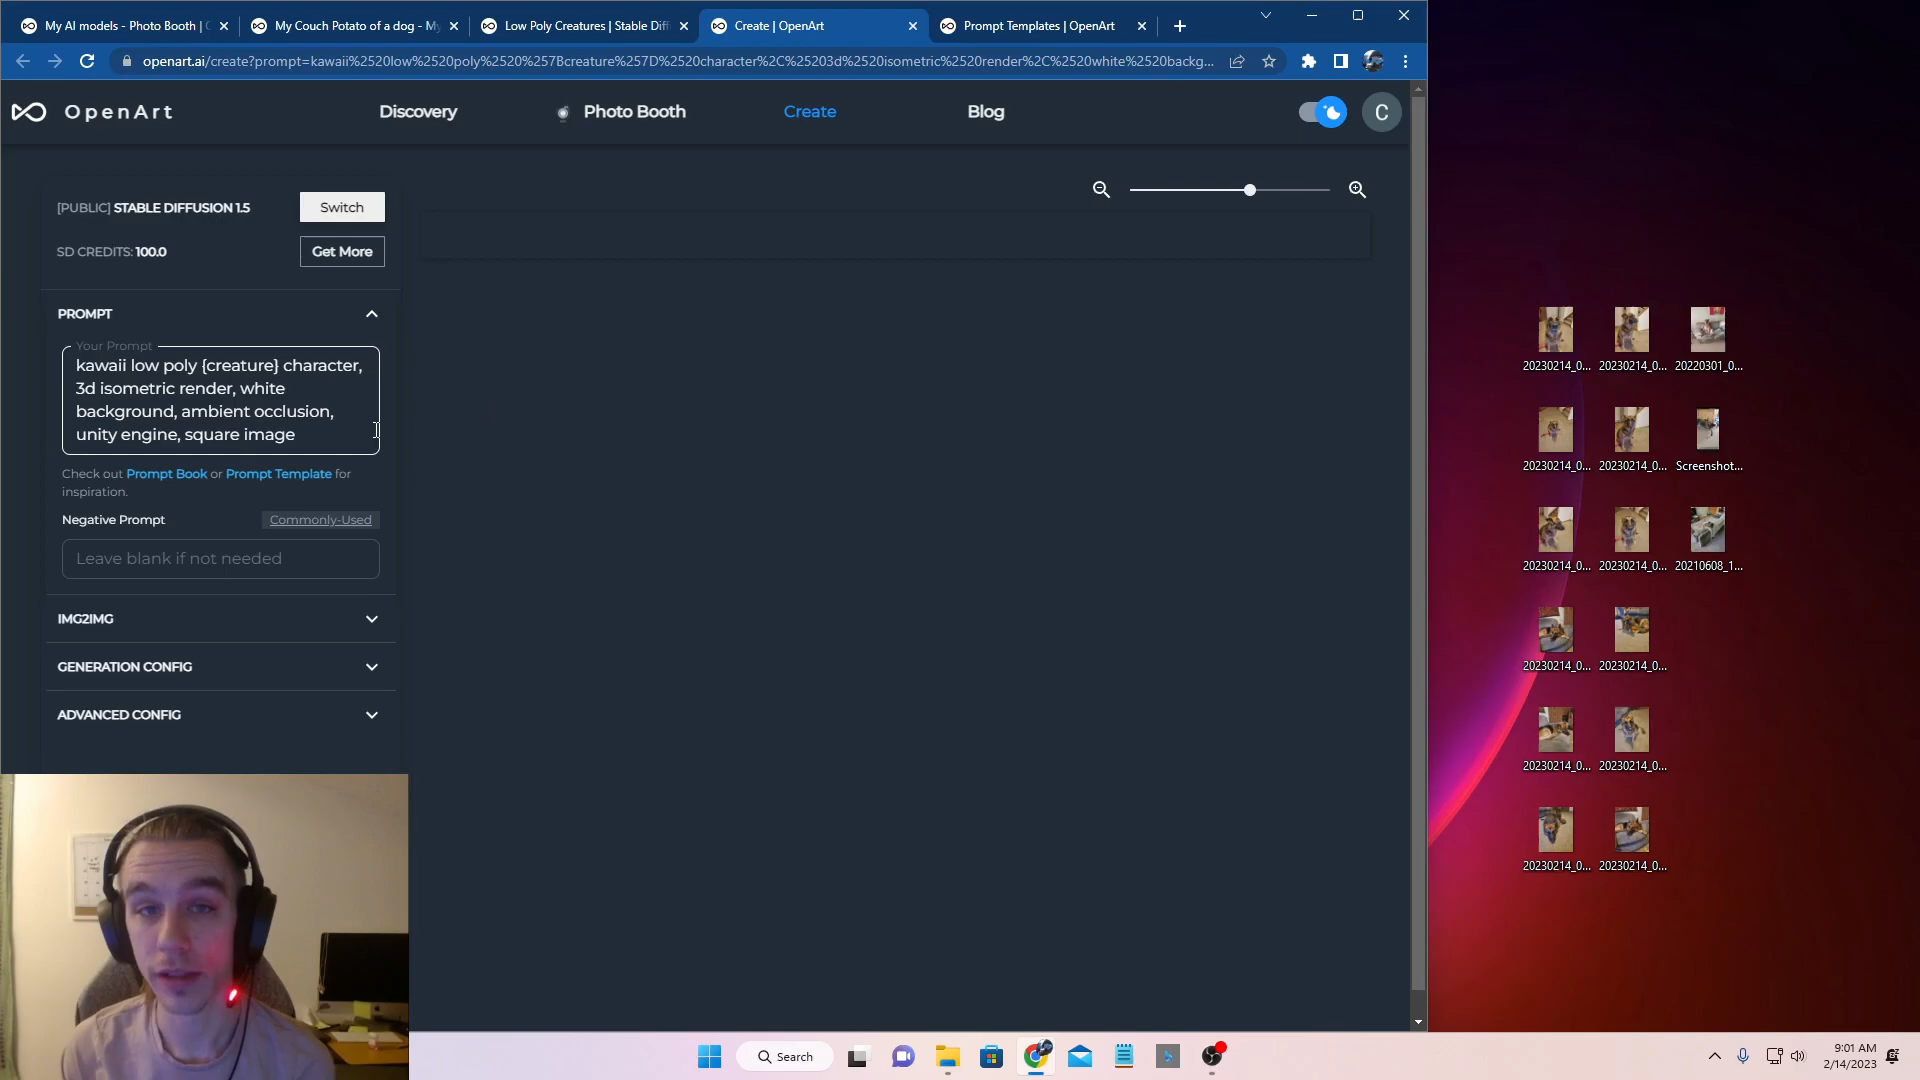 My AI models - Photo Booth | 
My Couch Potato of a dog - My
Low Poly Creatures | Stable Diff
Create | OpenArt
Prompt Templates | OpenArt
openart.ai/create?prompt=kawaii%2520low%2520poly%2520%257Bcreature%257D%2520character%2C%25203d%2520isometric%2520render%2C%2520white%2520backg...
OpenArt
Discovery
Photo Booth
Create
Blog
C
[PUBLIC] STABLE DIFFUSION 1.5
Switch
SD CREDITS: 100.0
Get More
PROMPT
Your Prompt
kawaii low poly {creature} character,
3d isometric render, white
background, ambient occlusion,
unity engine, square image
Check out Prompt Book or Prompt Template for
inspiration.
Negative Prompt
Commonly-Used
Leave blank if not needed
IMG2IMG
GENERATION CONFIG
ADVANCED CONFIG
20230214_0... 20230214_0... 20220301_0...
20230214_0... 20230214_0... Screenshot...
20230214_0... 20230214_0... 20210608_1...
20230214_0... 20230214_0...
20230214_0... 20230214_0...
20230214_0... 20230214_0...
Search
9:01 AM
2/14/2023